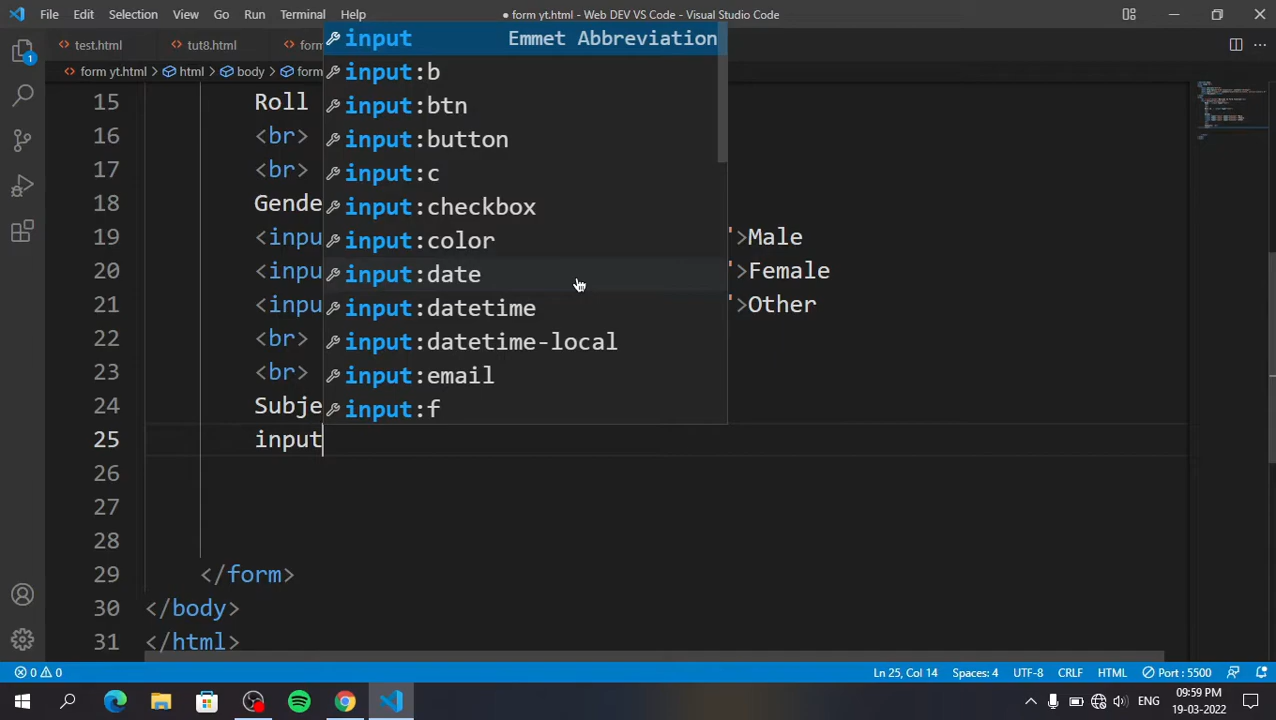 File Edit Selection View Go Run Terminal Help
● form yt.html - Web DEV VS Code - Visual Studio Code
test.html
tut8.html
form
form yt.html > html > body > form
input Emmet Abbreviation
input:b
input:btn
input:button
input:c
input:checkbox
input:color
input:date
input:datetime
input:datetime-local
input:email
input:f
15 Roll
16 <br>
17 <br>
18 Gende
19 <inpu '>Male
20 <inpu '>Female
21 <inpu '>Other
22 <br>
23 <br>
24 Subje
25 input
26
27
28
29 </form>
30 </body>
31 </html>
1
0 0 Ln 25, Col 14 Spaces: 4 UTF-8 CRLF HTML Port : 5500
ENG
09:59 PM
19-03-2022